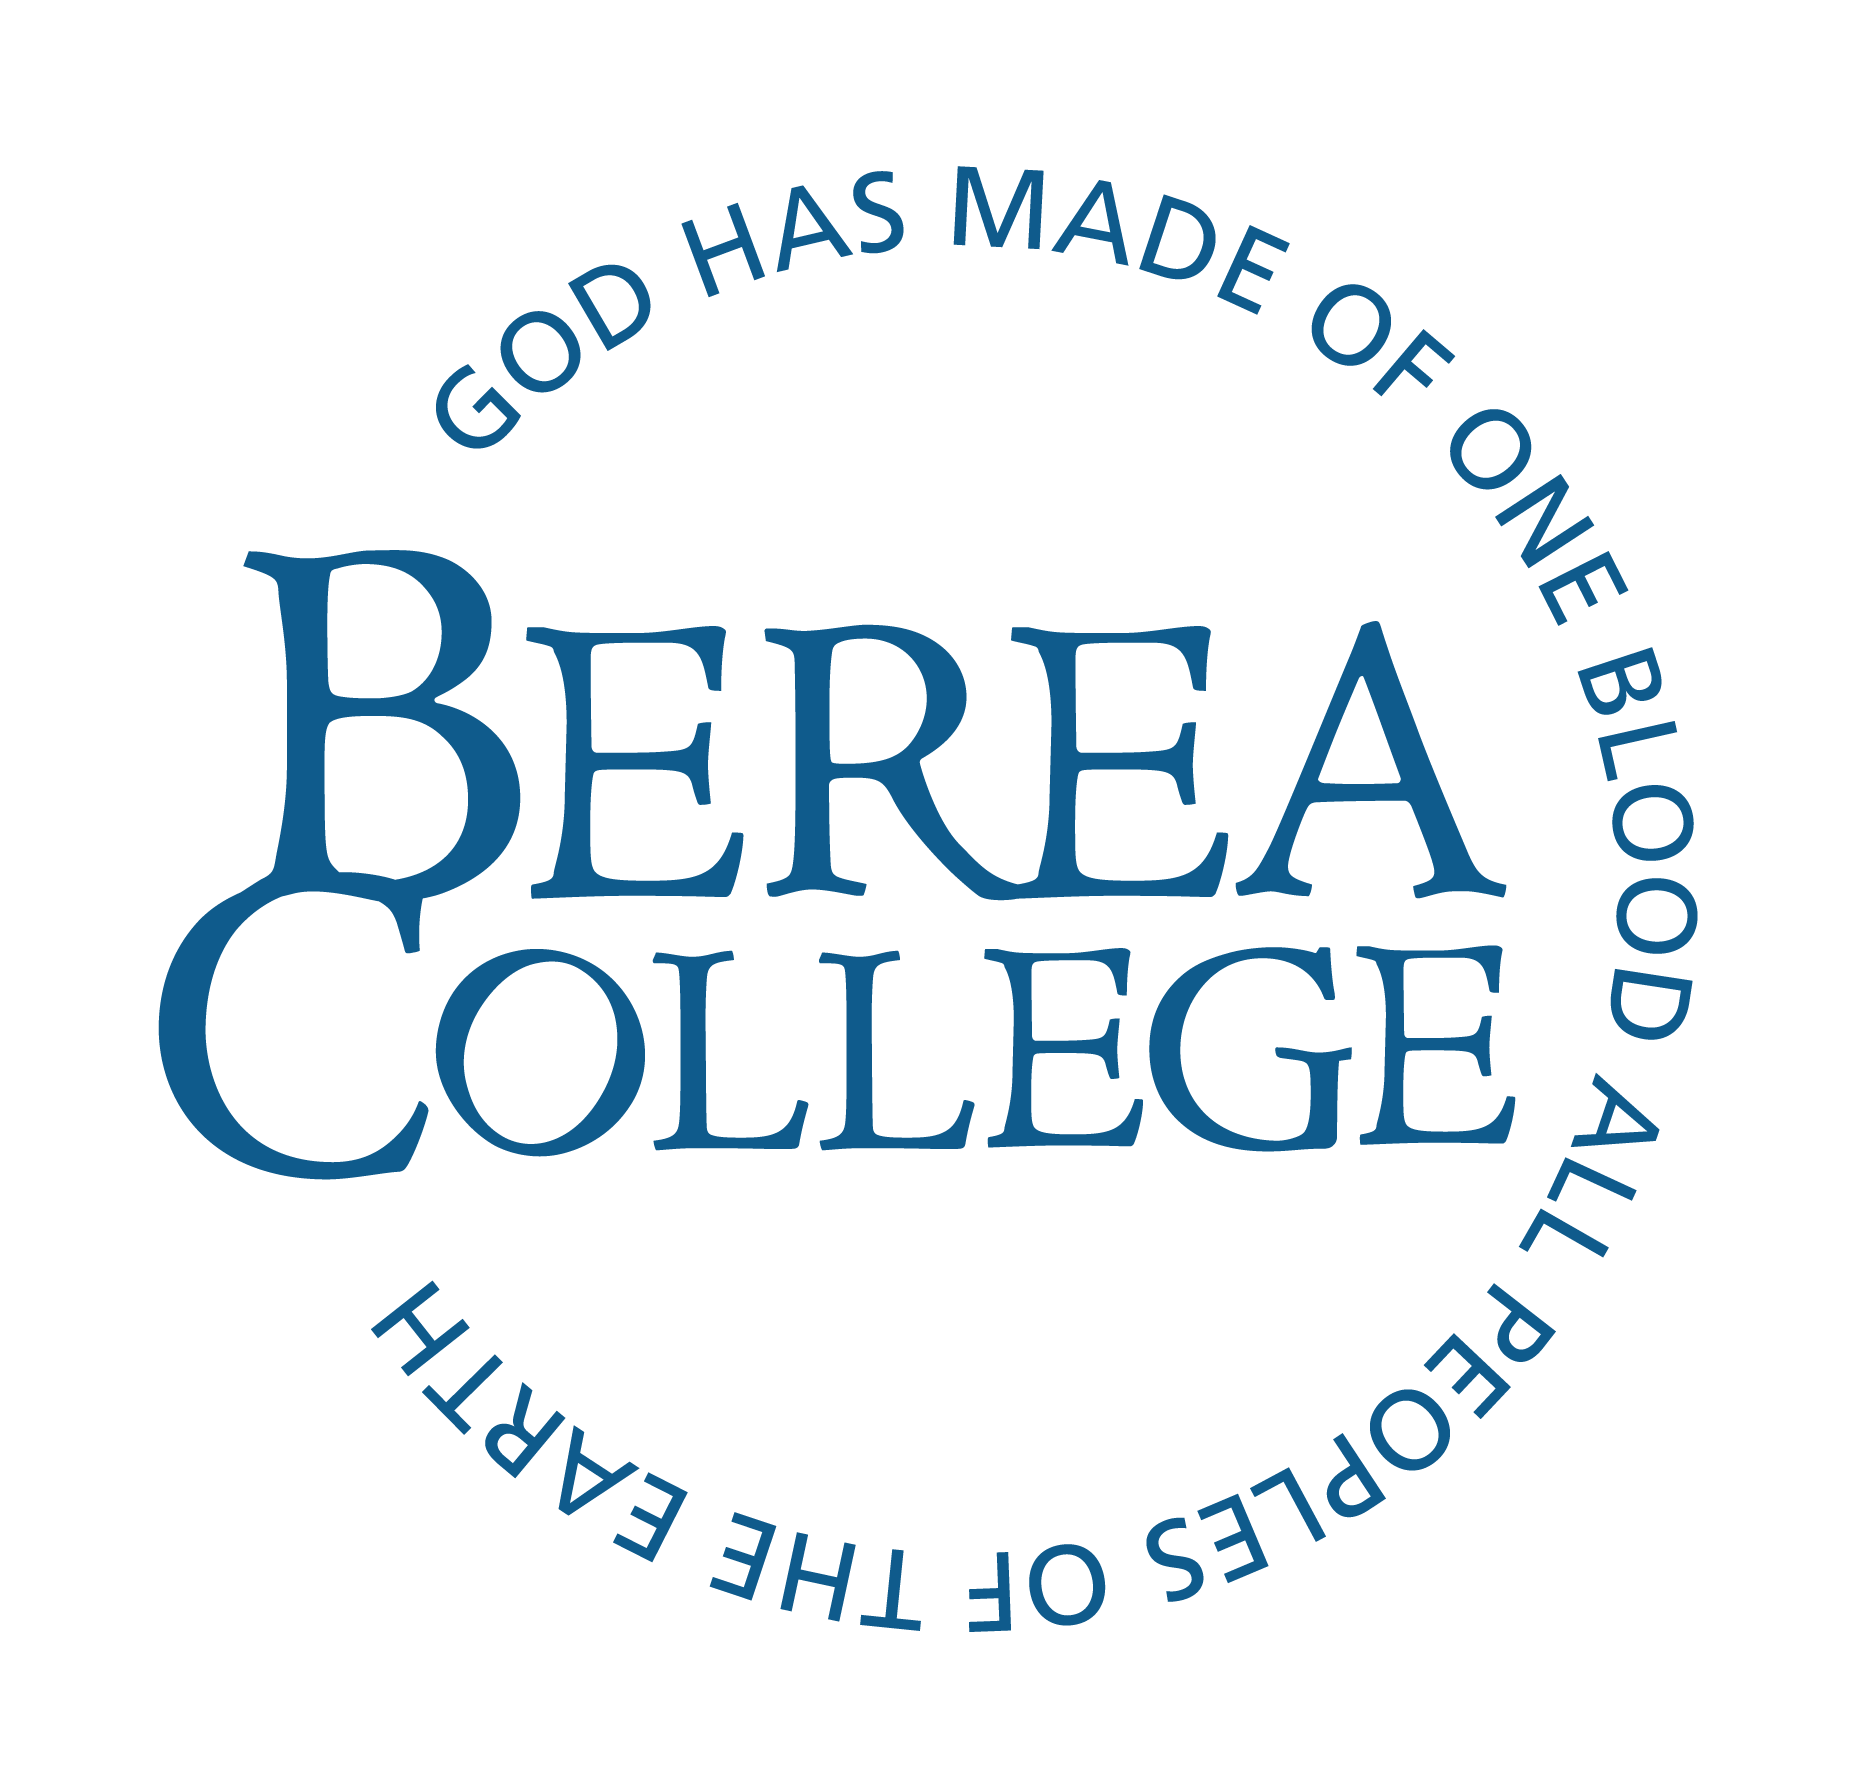 GOD HAS MADE OF ONE BLOOD ALL PEOPLES OF THE EARTH
BEREA
COLLEGE